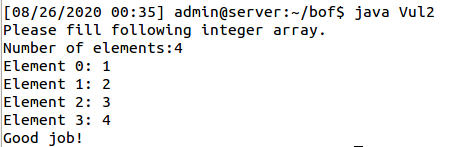 [08/26/2020 00:35] admin@server:~/bof$ java Vul2
Please fill following integer array.
Number of elements:4
Element 0: 1
Element 1: 2
Element 2: 3
Element 3: 4
Good job!